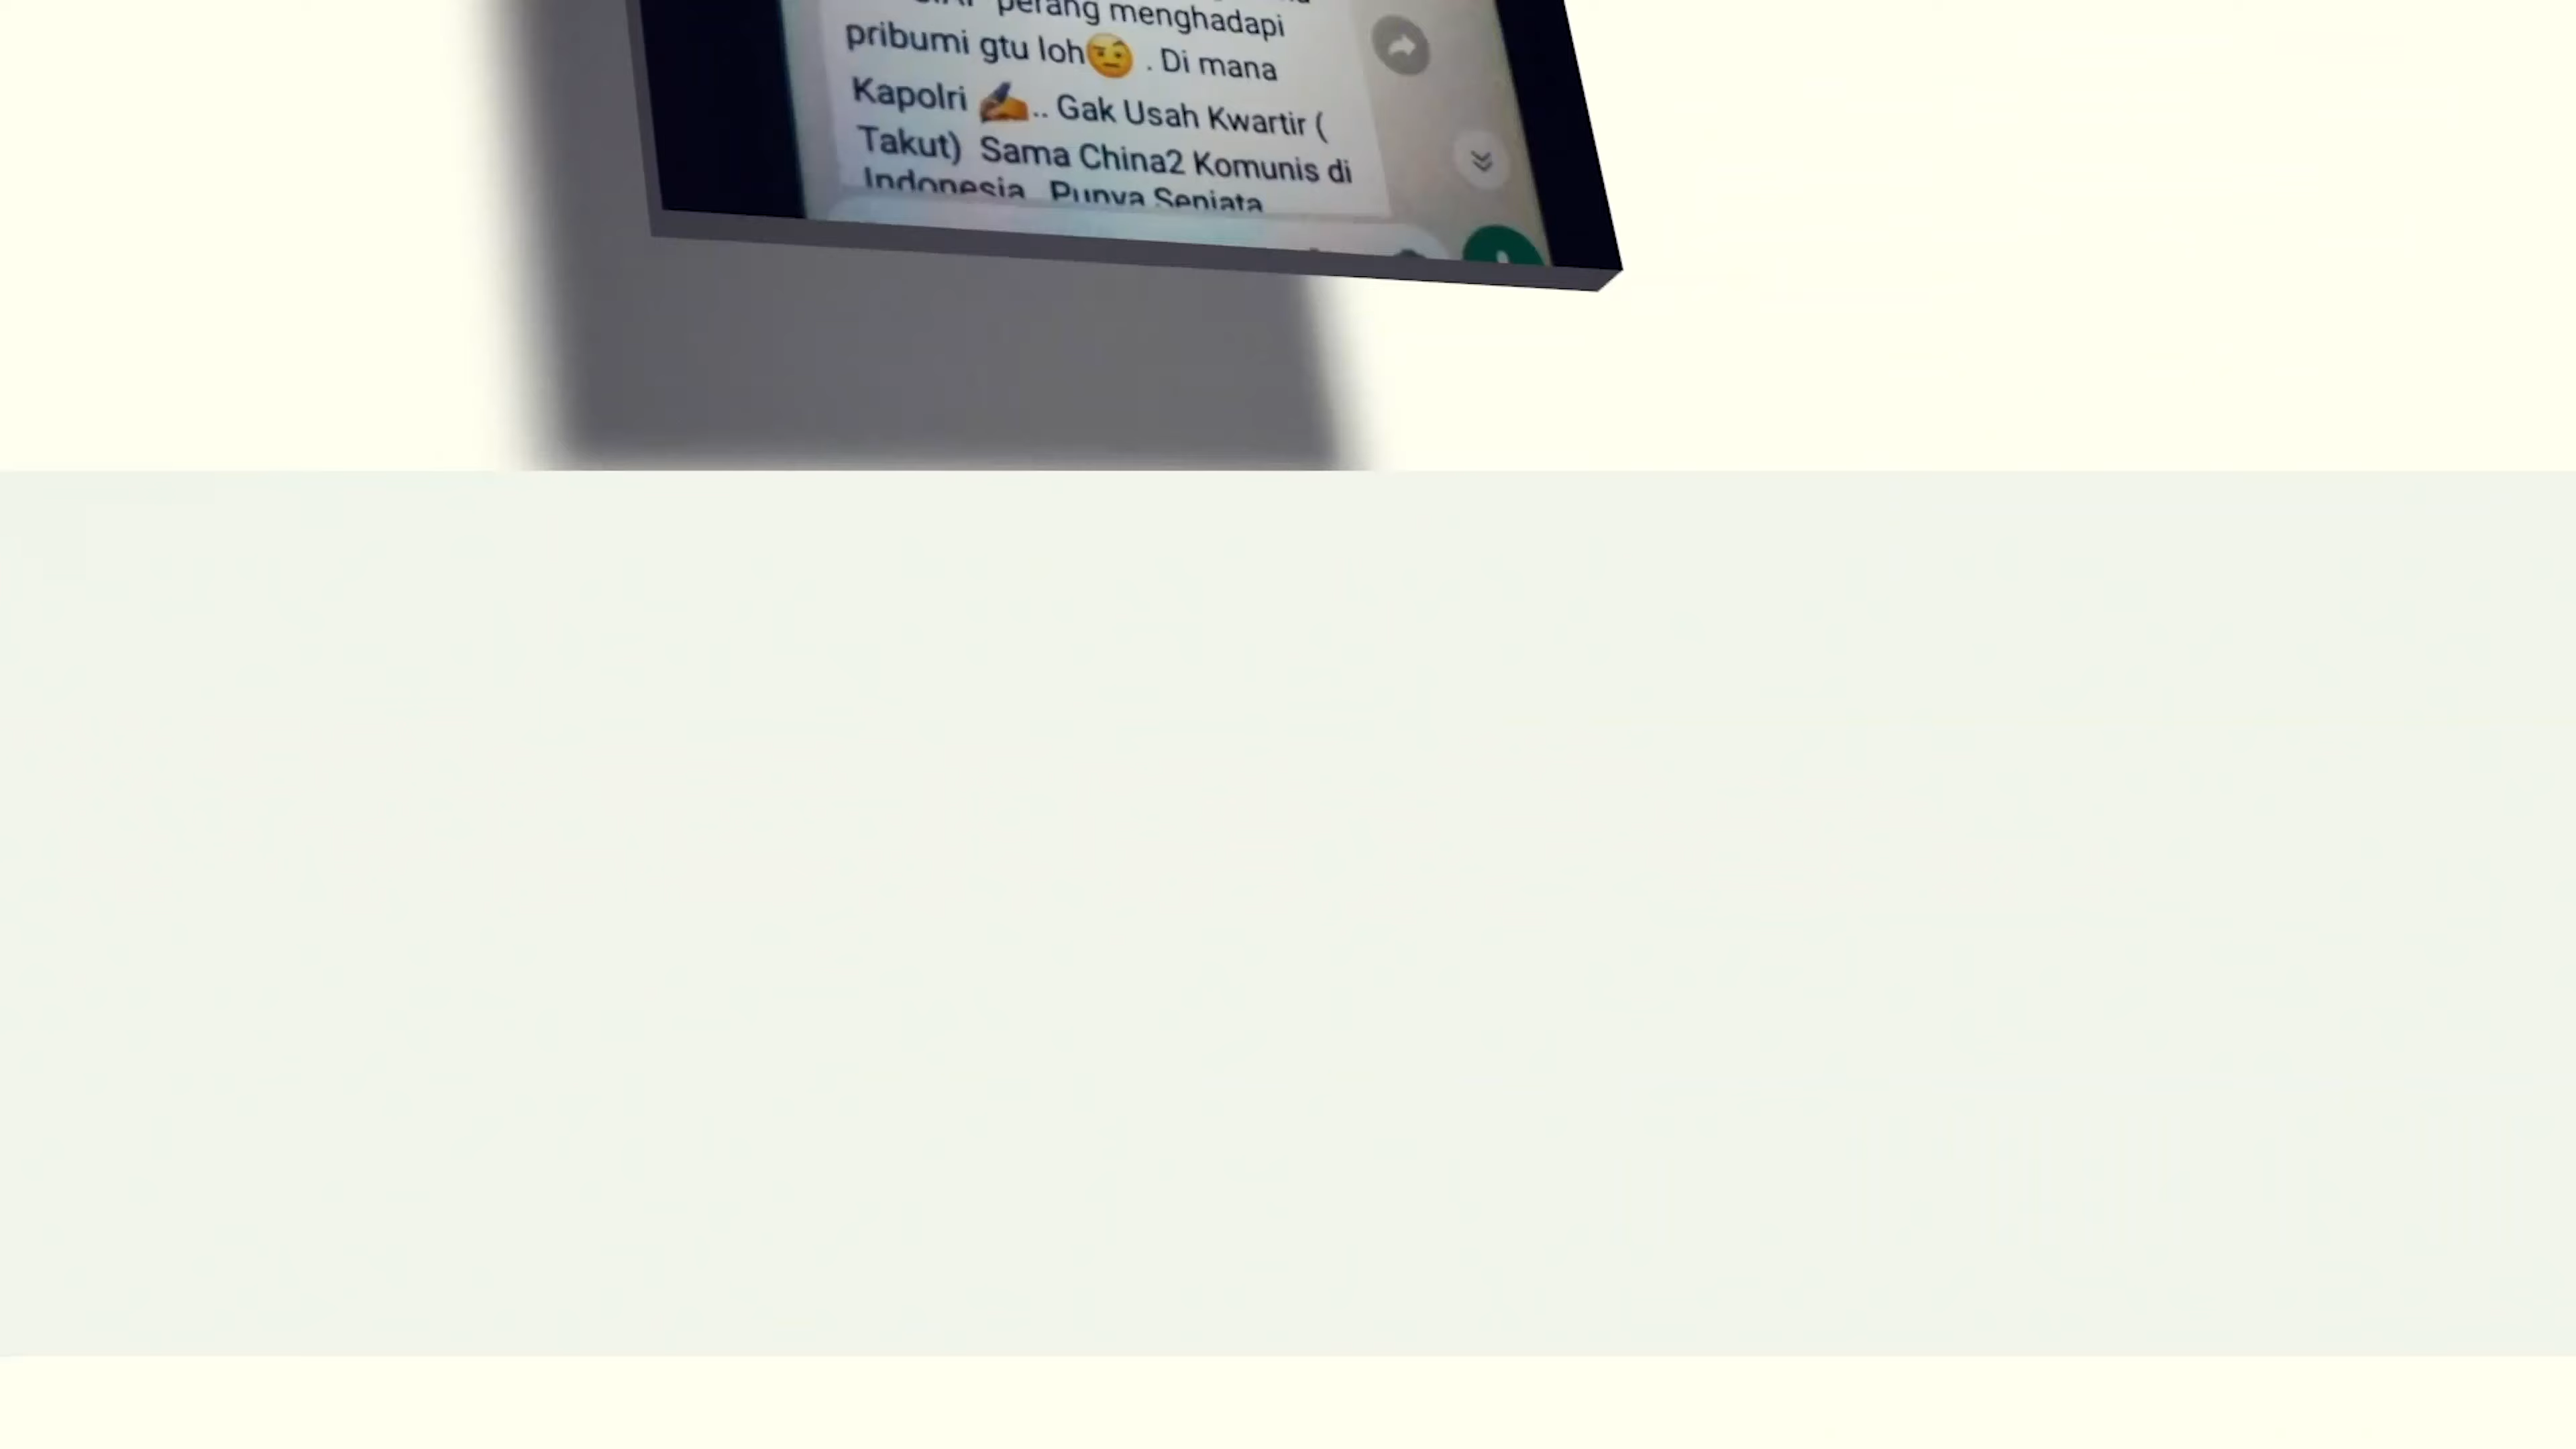 perang menghadapi
pribumi gtu loh🤨 . Di mana
Kapolri ✍️.. Gak Usah Kwartir (
Takut) Sama China2 Komunis di
Indonesia Punya Senjata